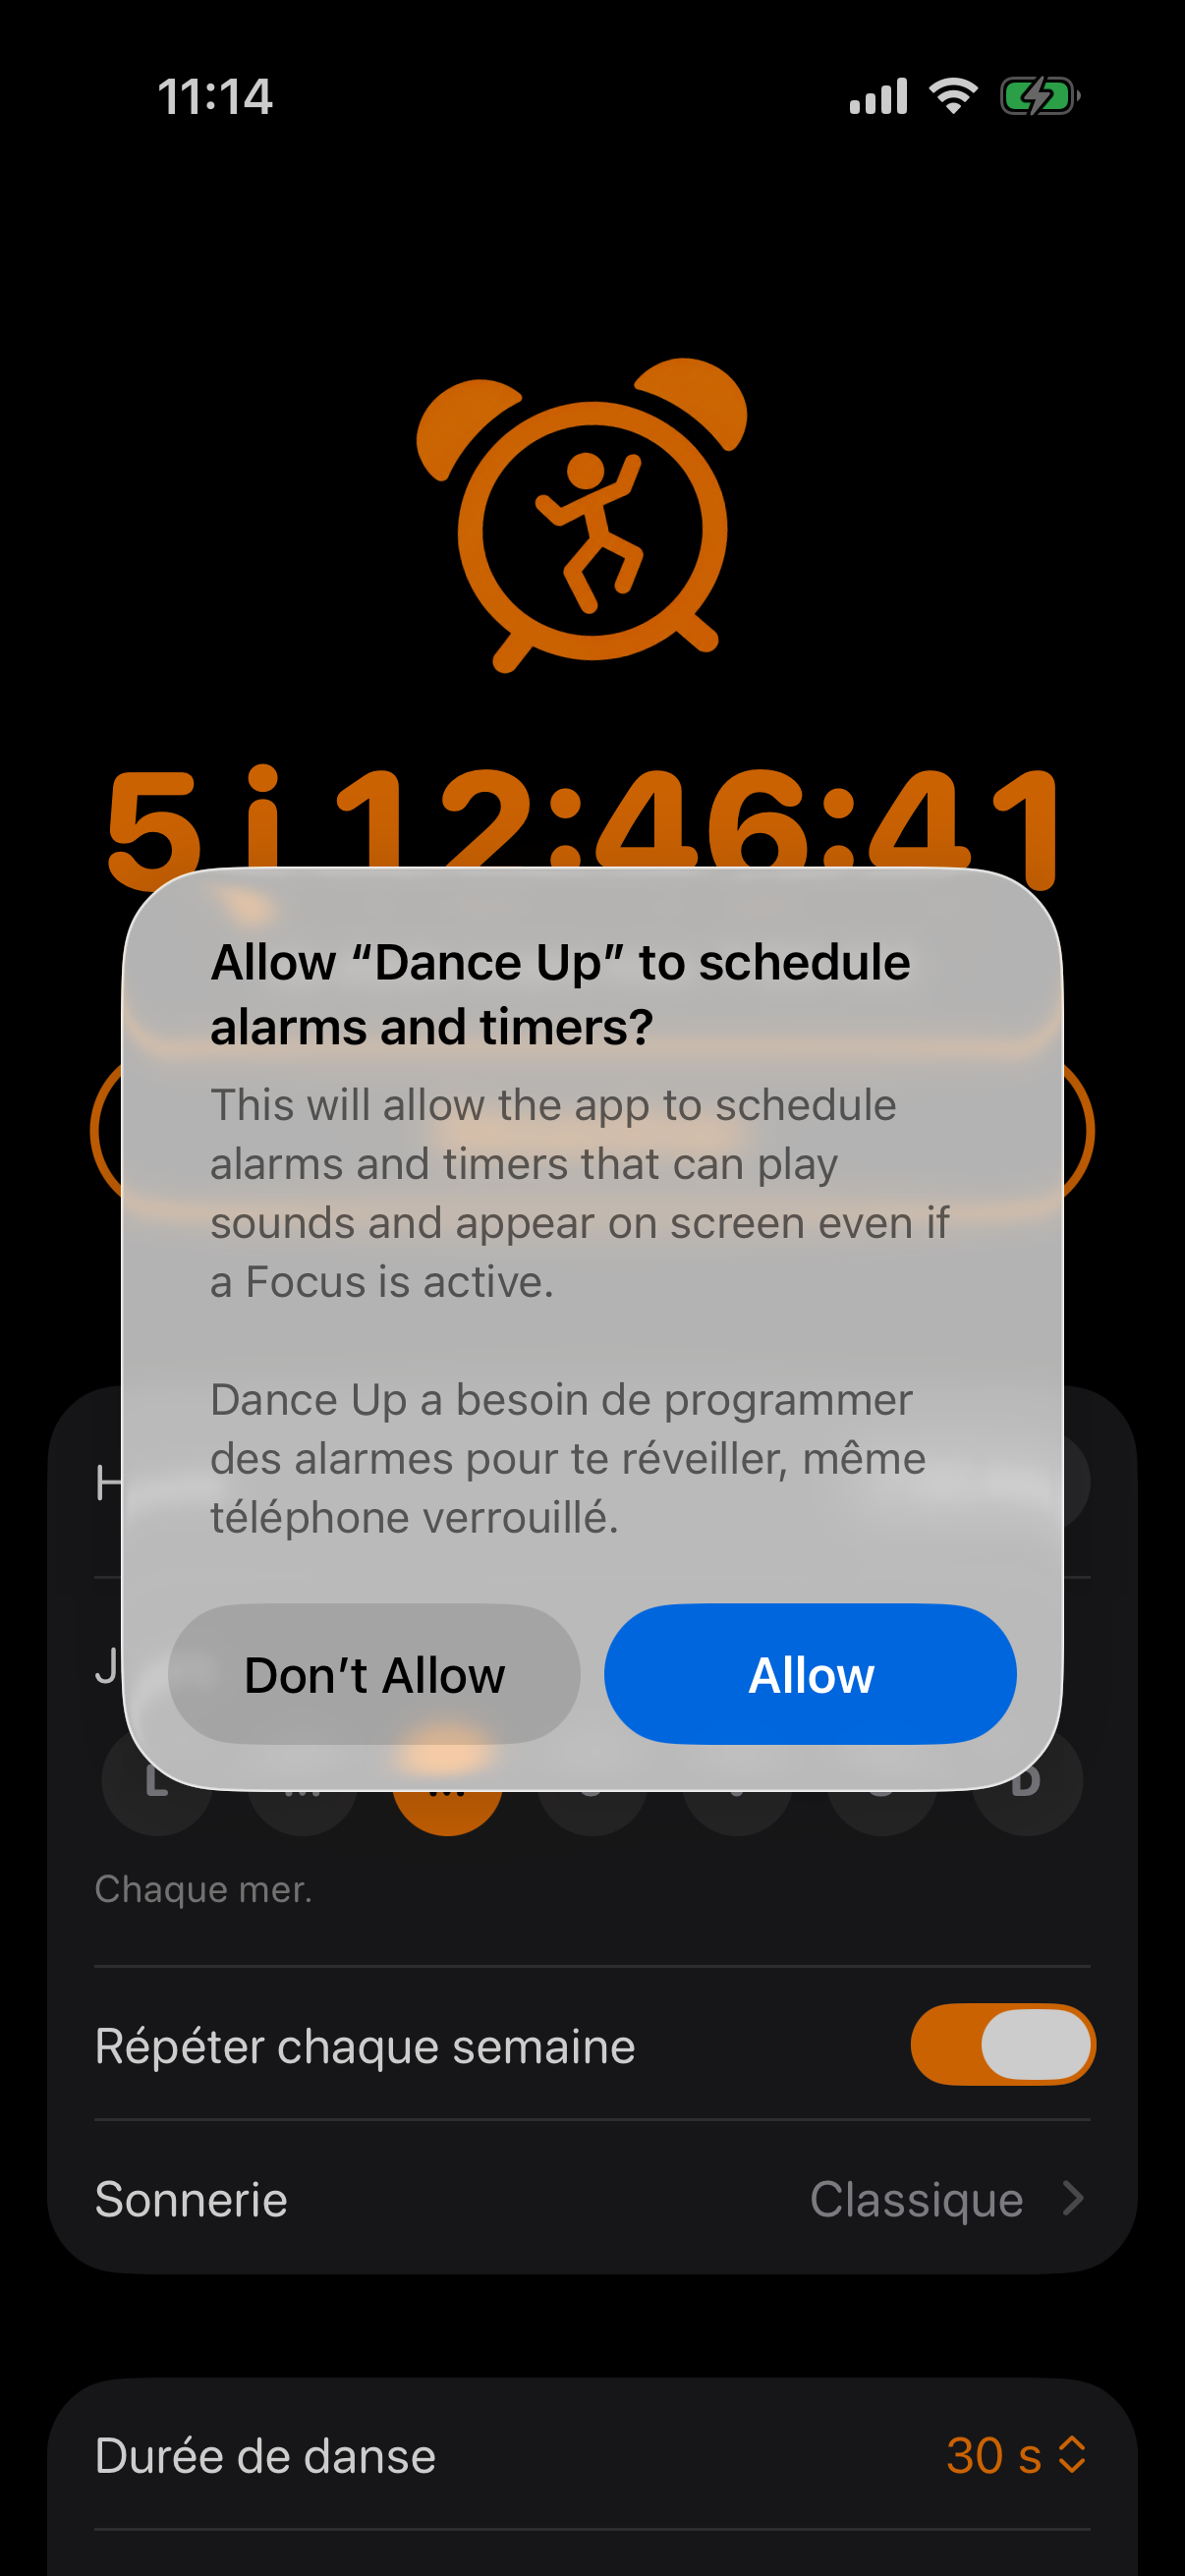 11:14
12:46:41
Allow “Dance Up” to schedule
alarms and timers?
This will allow the app to schedule
alarms and timers that can play
sounds and appear on screen even if
a Focus is active.
Dance Up a besoin de programmer
des alarmes pour te réveiller, même
téléphone verrouillé.
Don’t Allow
Allow
L M M J V S D
Chaque mer.
Répéter chaque semaine
Sonnerie
Classique
Durée de danse
30 s